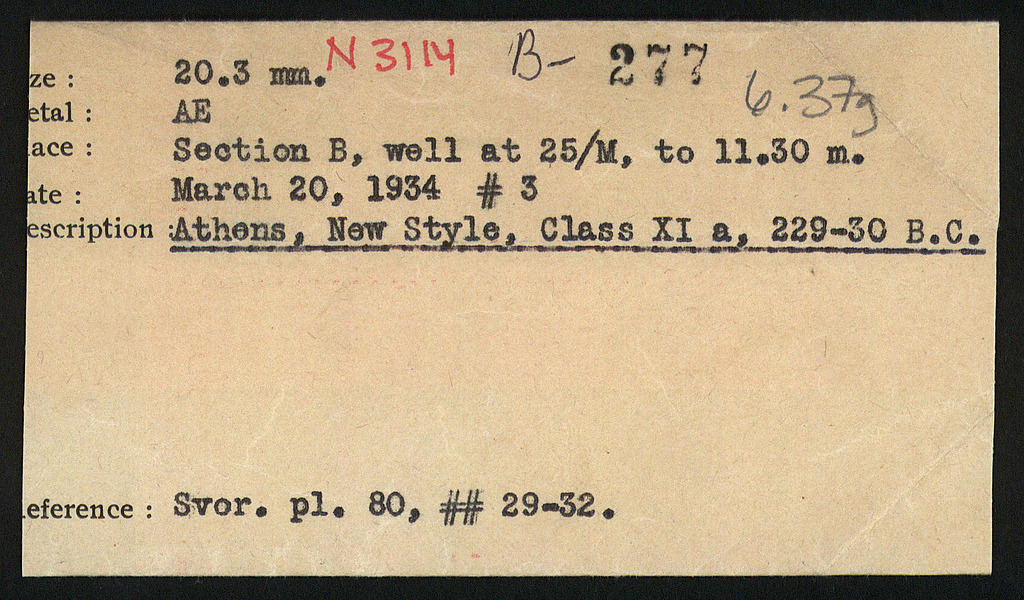 ze : 20.3 mm. N 3114 B- 277
6.37g
etal : AE
lace : Section B, well at 25/M, to 11.30 m.
ate : March 20, 1934 # 3
escription : Athens, New Style, Class XI a, 229-30 B.C.
eference : Svor. pl. 80, ## 29-32.